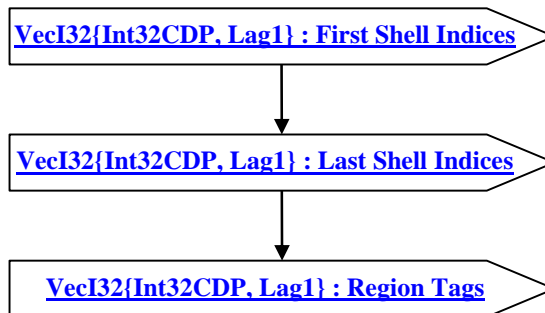 VecI32{Int32CDP, Lag1} : First Shell Indices
VecI32{Int32CDP, Lag1} : Last Shell Indices
VecI32{Int32CDP, Lag1} : Region Tags